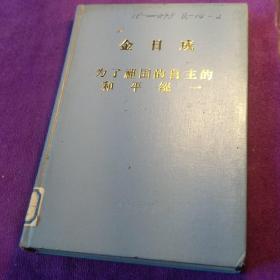 金日成
为了祖国的自主的
和平统一